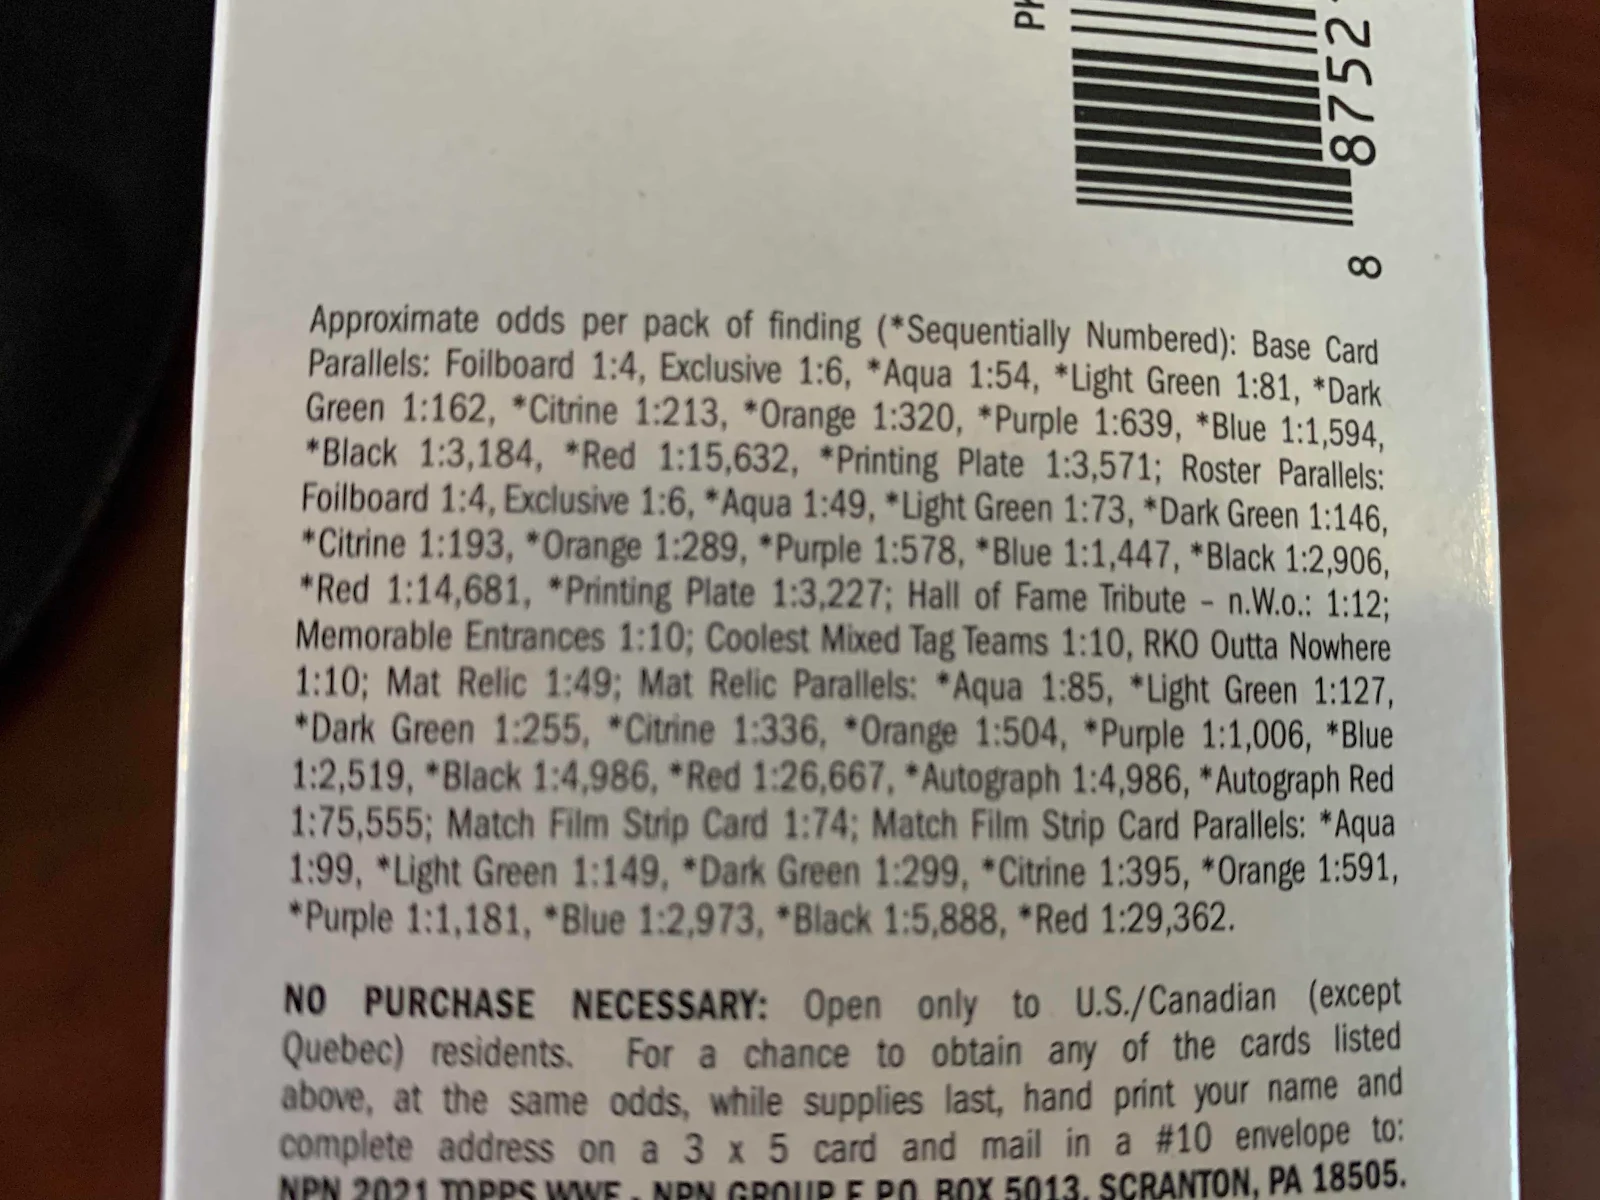 PH
8 8752
Approximate odds per pack of finding (*Sequentially Numbered): Base Card
Parallels: Foilboard 1:4, Exclusive 1:6, *Aqua 1:54, *Light Green 1:81, *Dark
Green 1:162, *Citrine 1:213, *Orange 1:320, *Purple 1:639, *Blue 1:1,594,
*Black 1:3,184, *Red 1:15,632, *Printing Plate 1:3,571; Roster Parallels:
Foilboard 1:4, Exclusive 1:6, *Aqua 1:49, *Light Green 1:73, *Dark Green 1:146,
*Citrine 1:193, *Orange 1:289, *Purple 1:578, *Blue 1:1,447, *Black 1:2,906,
*Red 1:14,681, *Printing Plate 1:3,227; Hall of Fame Tribute - n.W.o.: 1:12;
Memorable Entrances 1:10; Coolest Mixed Tag Teams 1:10, RKO Outta Nowhere
1:10; Mat Relic 1:49; Mat Relic Parallels: *Aqua 1:85, *Light Green 1:127,
*Dark Green 1:255, *Citrine 1:336, *Orange 1:504, *Purple 1:1,006, *Blue
1:2,519, *Black 1:4,986, *Red 1:26,667, *Autograph 1:4,986, *Autograph Red
1:75,555; Match Film Strip Card 1:74; Match Film Strip Card Parallels: *Aqua
1:99, *Light Green 1:149, *Dark Green 1:299, *Citrine 1:395, *Orange 1:591,
*Purple 1:1,181, *Blue 1:2,973, *Black 1:5,888, *Red 1:29,362.
NO PURCHASE NECESSARY: Open only to U.S./Canadian (except
Quebec) residents. For a chance to obtain any of the cards listed
above, at the same odds, while supplies last, hand print your name and
complete address on a 3 x 5 card and mail in a #10 envelope to:
NPN 2021 TOPPS WWE - NPN GROUP F PO. BOX 5013, SCRANTON, PA 18505.